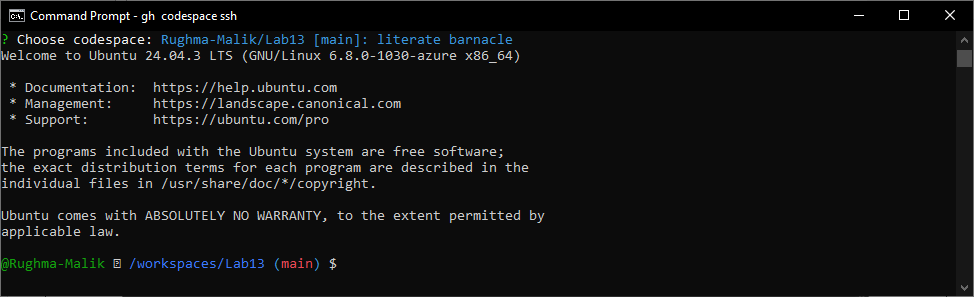 Command Prompt - gh  codespace ssh
? Choose codespace: Rughma-Malik/Lab13 [main]: literate barnacle
Welcome to Ubuntu 24.04.3 LTS (GNU/Linux 6.8.0-1030-azure x86_64)
* Documentation:  https://help.ubuntu.com
* Management:     https://landscape.canonical.com
* Support:        https://ubuntu.com/pro
The programs included with the Ubuntu system are free software;
the exact distribution terms for each program are described in the
individual files in /usr/share/doc/*/copyright.
Ubuntu comes with ABSOLUTELY NO WARRANTY, to the extent permitted by
applicable law.
@Rughma-Malik /workspaces/Lab13 (main) $